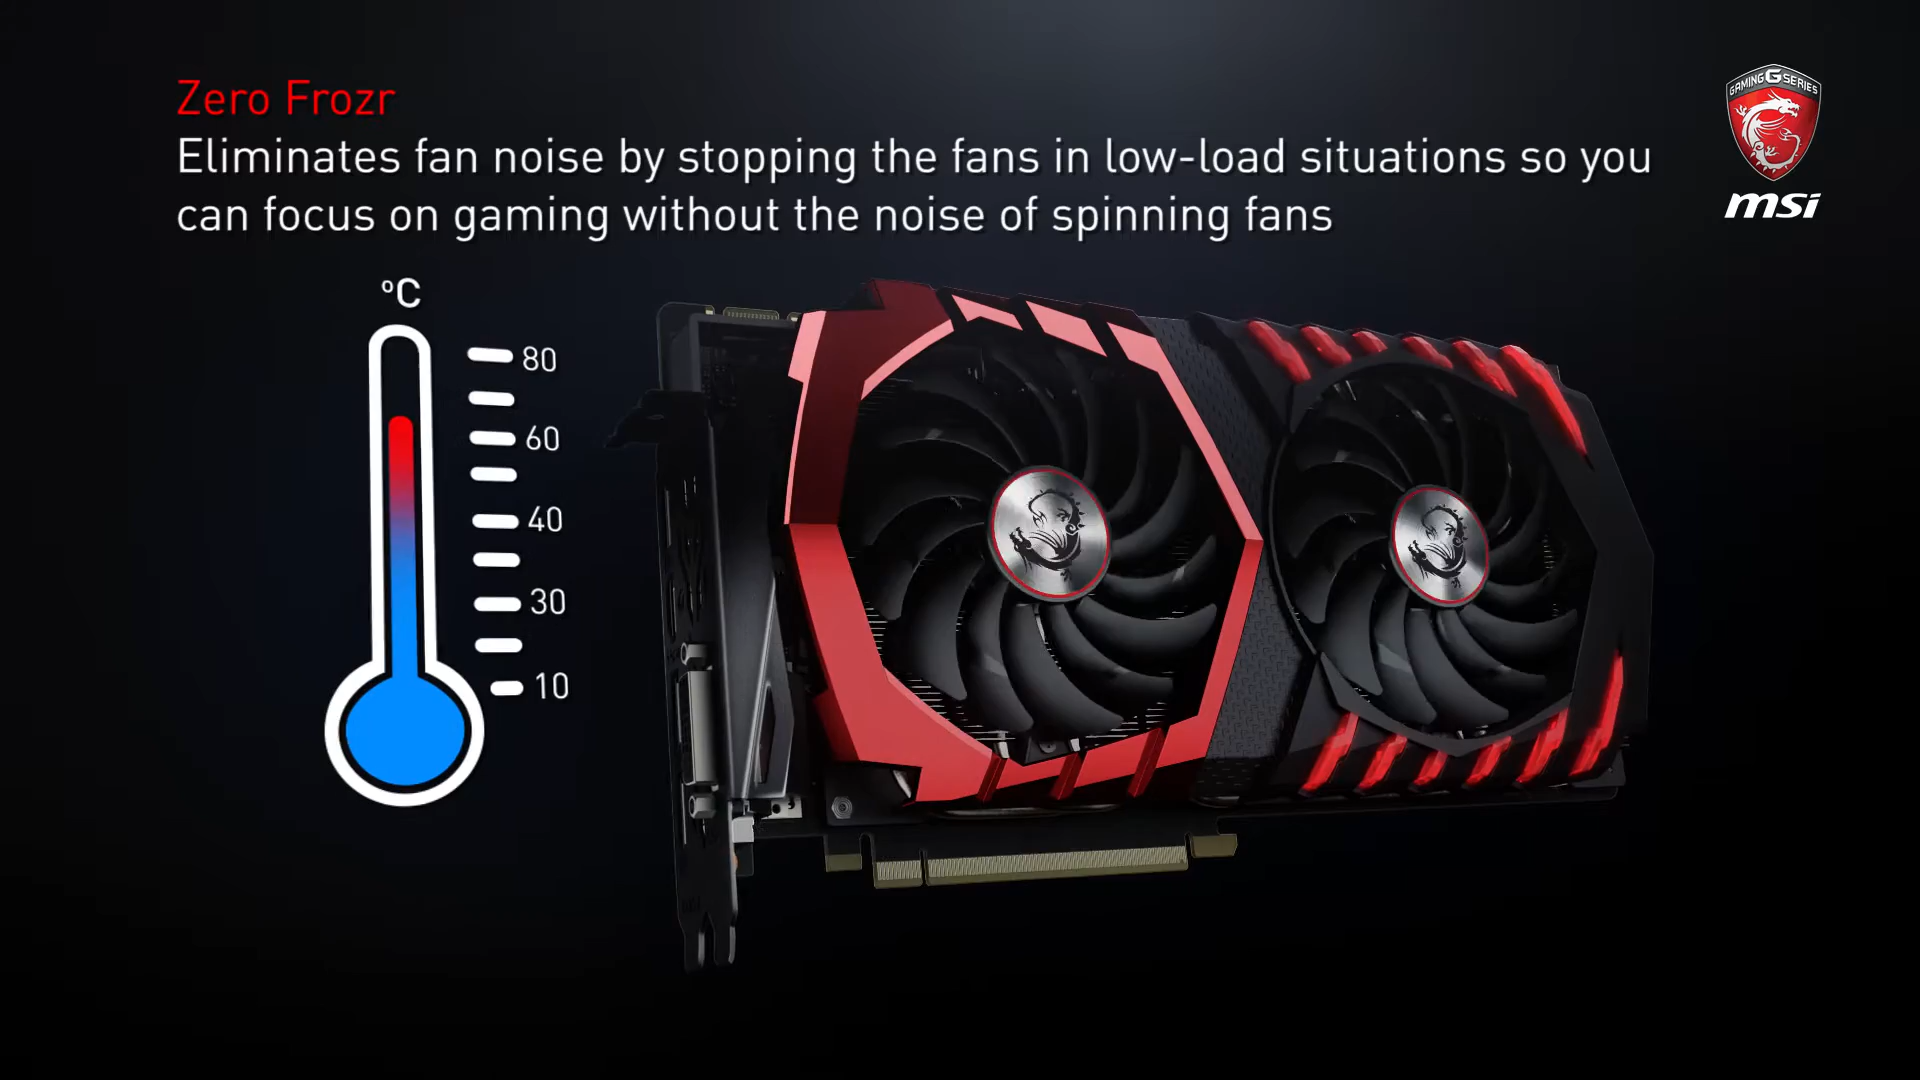 Zero Frozr
Eliminates fan noise by stopping the fans in low-load situations so you
can focus on gaming without the noise of spinning fans
GAMING G SERIES
msi
ºC
80
60
40
30
10